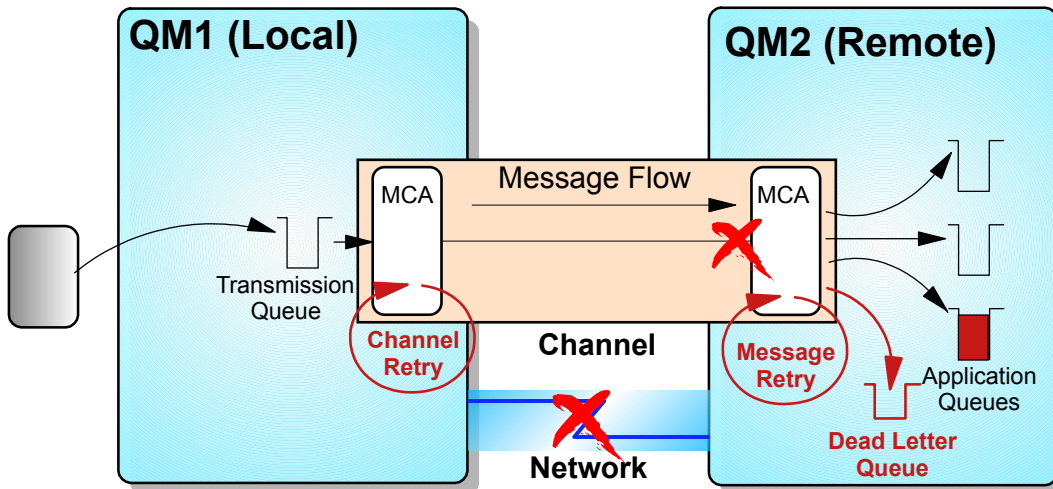 QM1 (Local)
QM2 (Remote)
MCA
Message Flow
MCA
Transmission
Queue
Channel
Retry
Channel
Message
Retry
Application
Queues
Network
Dead Letter
Queue